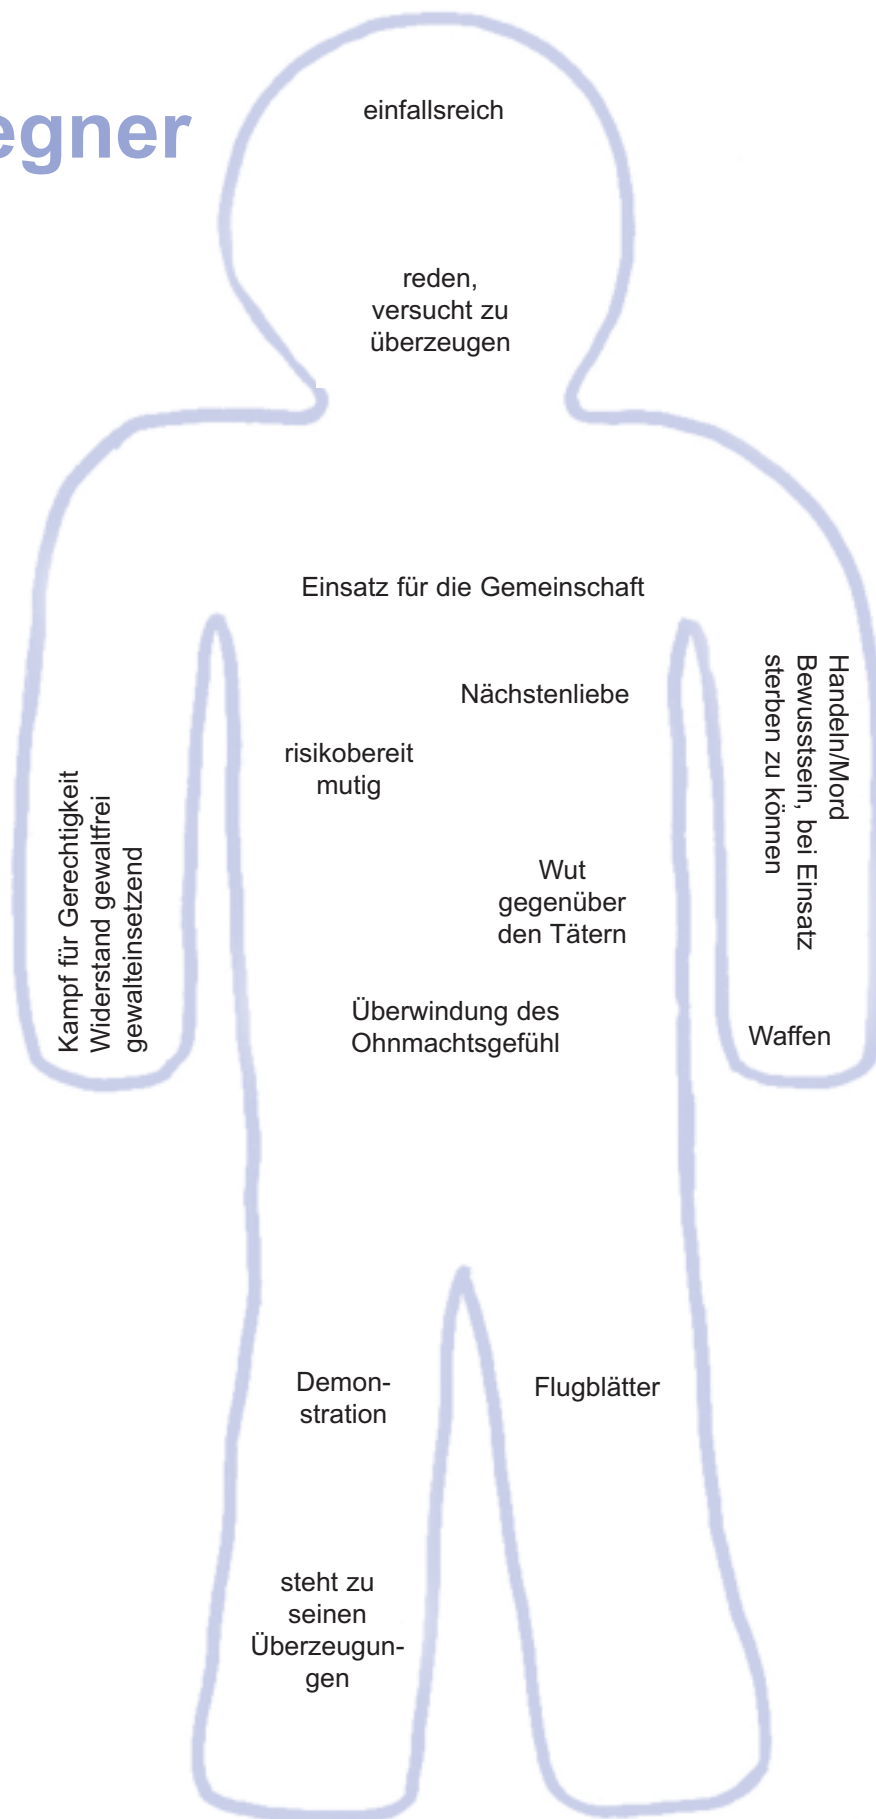 egner
einfallsreich
reden,
versucht zu
überzeugen
Einsatz für die Gemeinschaft
Nächstenliebe
risikobereit
mutig
Handeln/Mord
Bewusstsein, bei Einsatz
sterben zu können
Kampf für Gerechtigkeit
Widerstand gewaltfrei
gewalteinsetzend
Wut
gegenüber
den Tätern
Überwindung des
Ohnmachtsgefühl
Waffen
Demon-
stration
Flugblätter
steht zu
seinen
Überzeugun-
gen